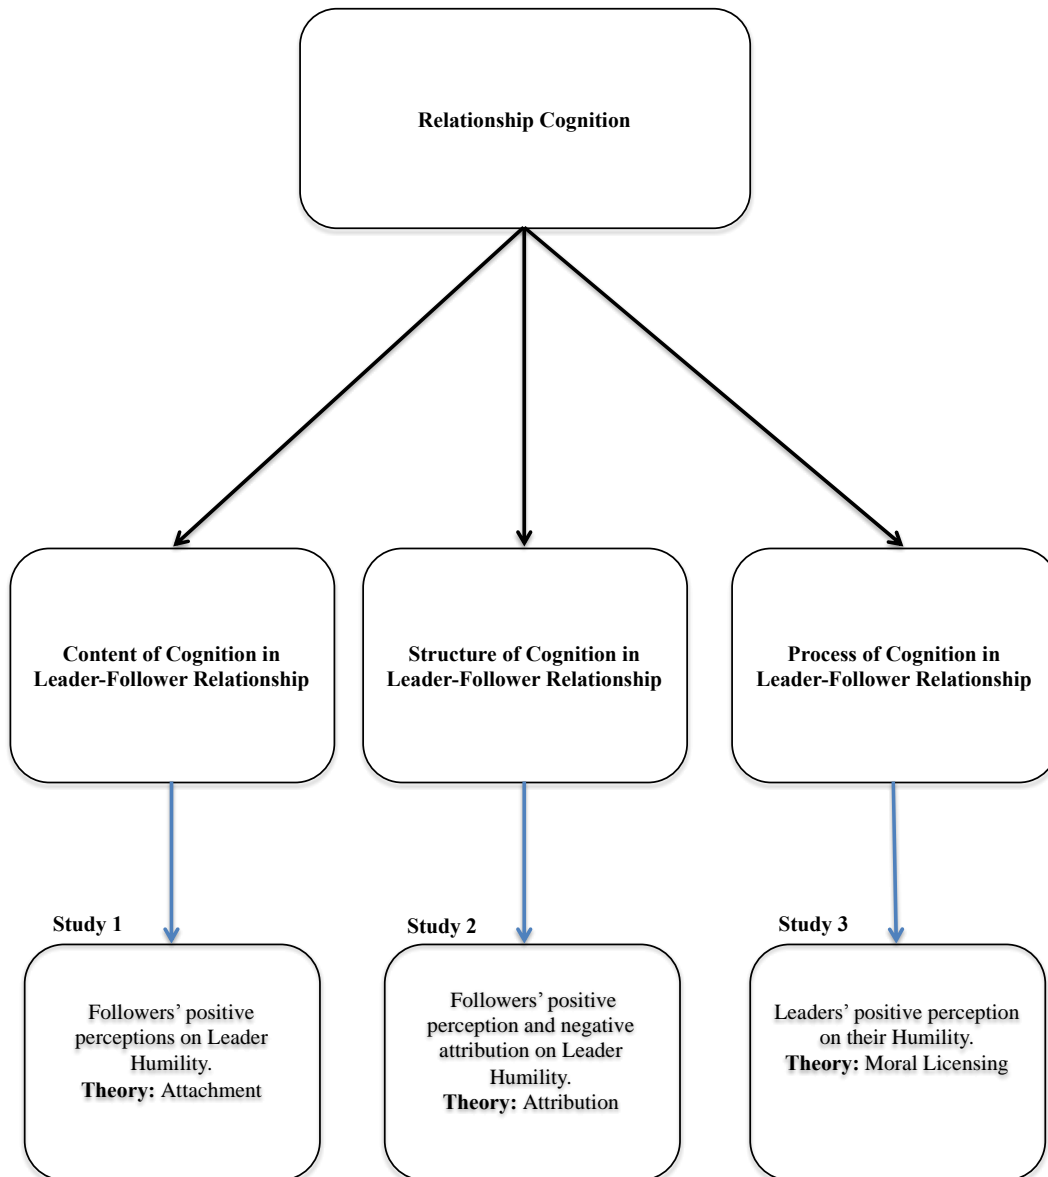 Relationship Cognition
Content of Cognition in
Leader-Follower Relationship
Structure of Cognition in
Leader-Follower Relationship
Process of Cognition in
Leader-Follower Relationship
Study 1
Followers’ positive
perceptions on Leader
Humility.
Theory: Attachment
Study 2
Followers’ positive
perception and negative
attribution on Leader
Humility.
Theory: Attribution
Study 3
Leaders’ positive perception
on their Humility.
Theory: Moral Licensing